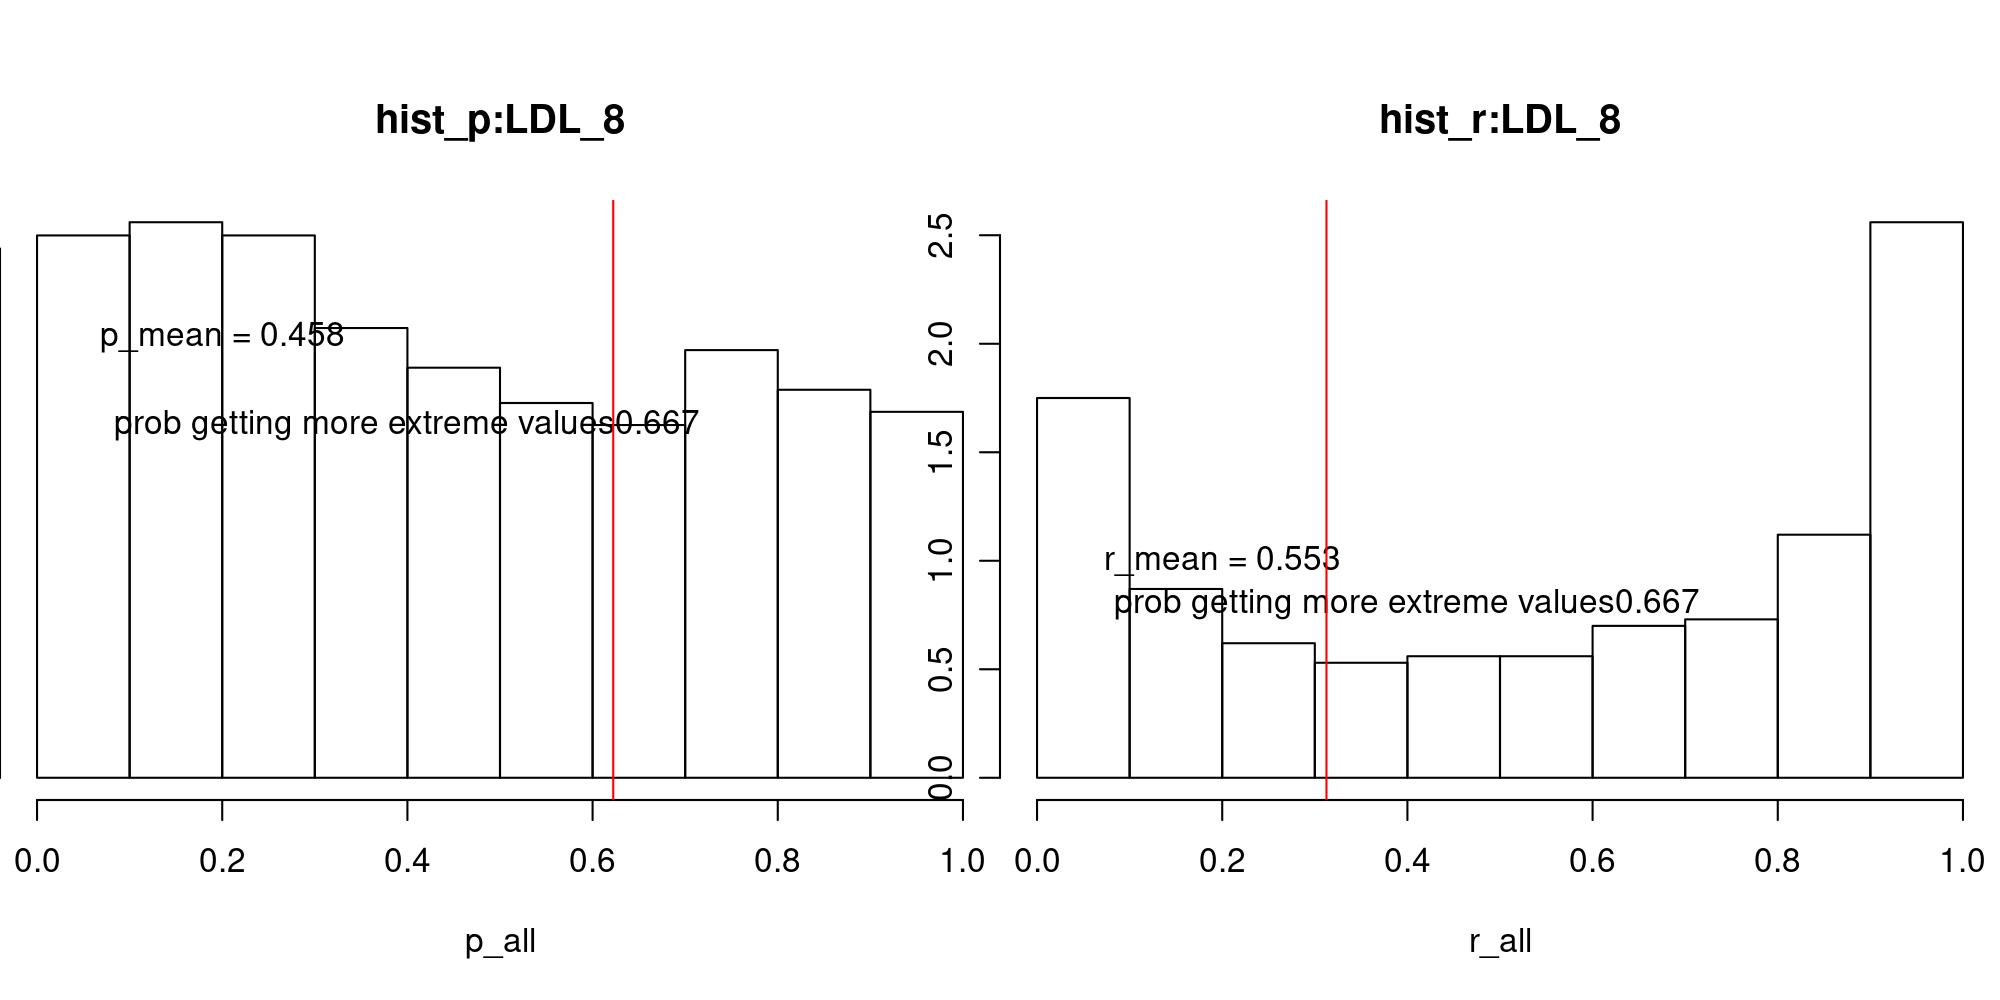 hist_p:LDL_8
p_mean = 0.458
prob getting more extreme values0.667
0.0 0.2 0.4 0.6 0.8 1.0
p_all
hist_r:LDL_8
2.5
2.0
1.5
1.0
0.5
0.0
r_mean = 0.553
prob getting more extreme values0.667
0.0 0.2 0.4 0.6 0.8 1.0
r_all